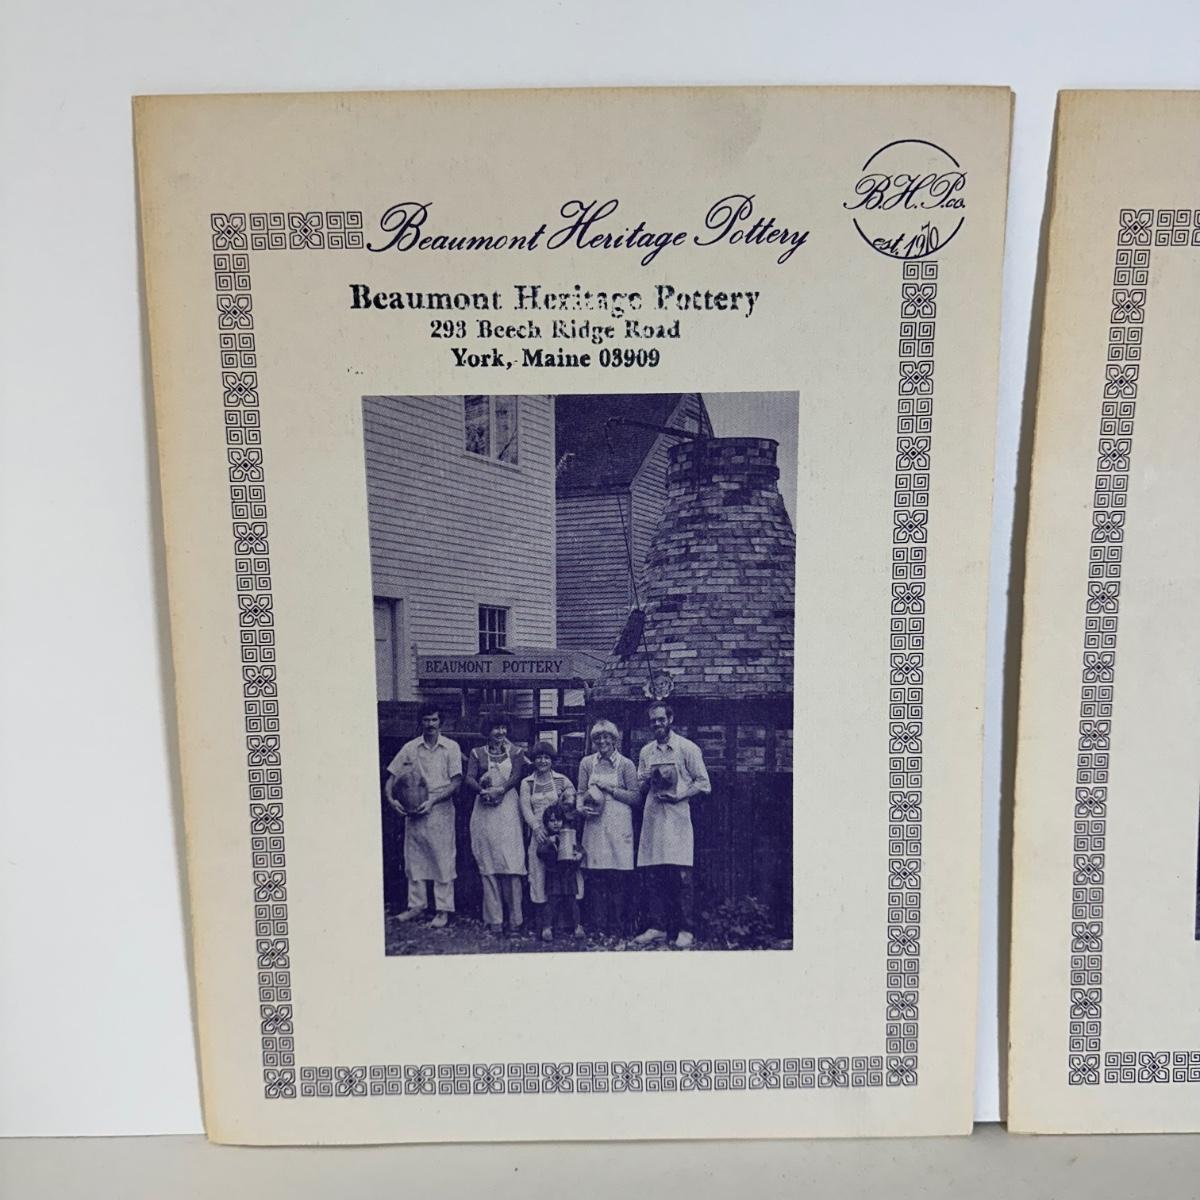 B.H.P.co.
est. 1970
Beaumont Heritage Pottery
Beaumont Heritage Pottery
293 Beech Ridge Road
York, Maine 03909
BEAUMONT POTTERY